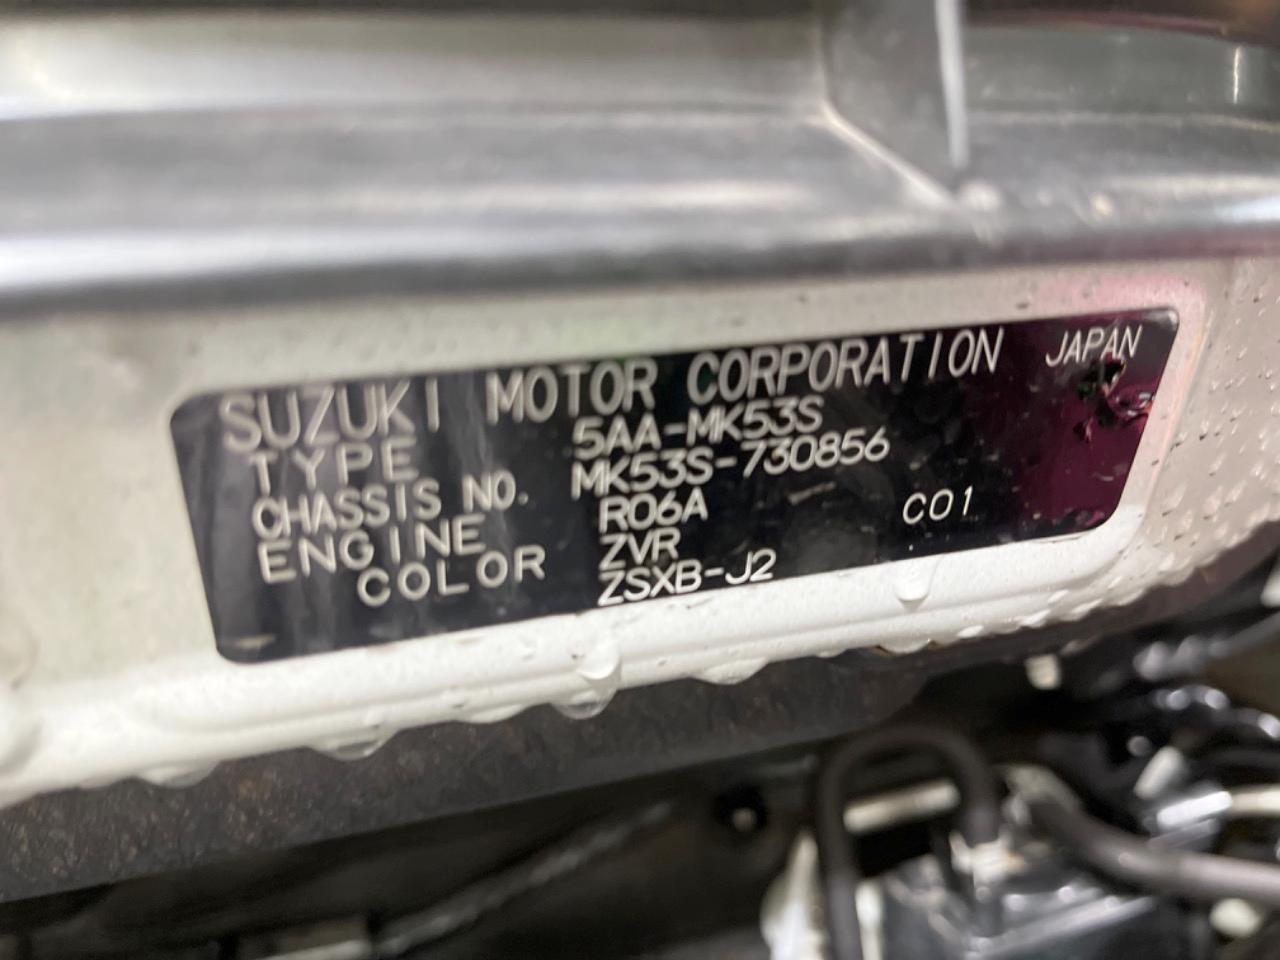 SUZUKI MOTOR CORPORATION JAPAN
TYPE 5AA-MK53S
CHASSIS NO. MK53S-730856
ENGINE R06A C01
COLOR ZVR
ZSXB-J2